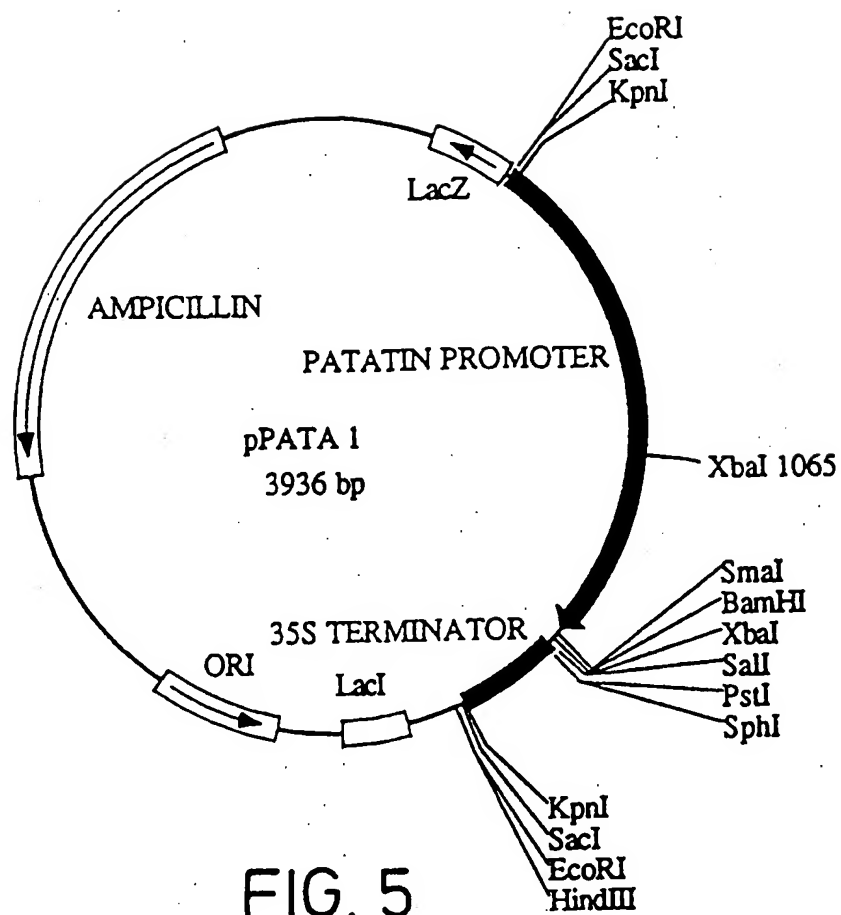 EcoRI
SacI
KpnI
LacZ
AMPICILLIN
PATATIN PROMOTER
pPATA 1
3936 bp
XbaI 1065
SmaI
BamHI
XbaI
SalI
PstI
SphI
35S TERMINATOR
ORI
LacI
KpnI
SacI
EcoRI
HindIII
FIG. 5